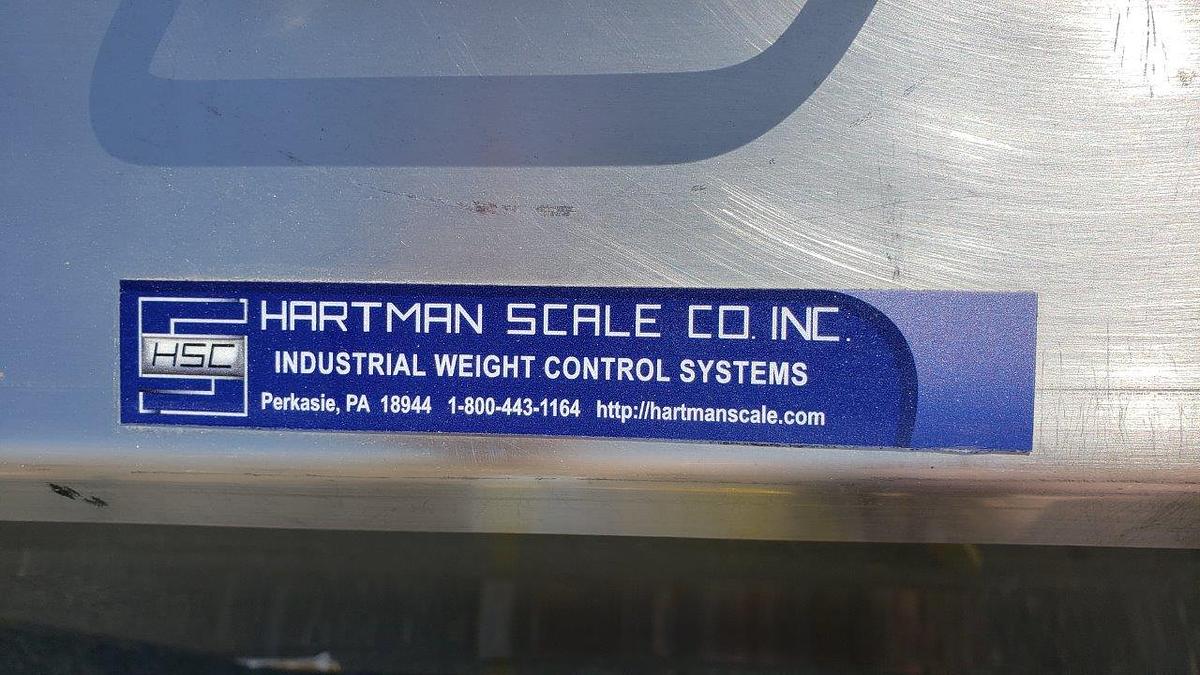 HARTMAN SCALE CO. INC.
HSC
INDUSTRIAL WEIGHT CONTROL SYSTEMS
Perkasie, PA 18944 1-800-443-1164 http://hartmanscale.com